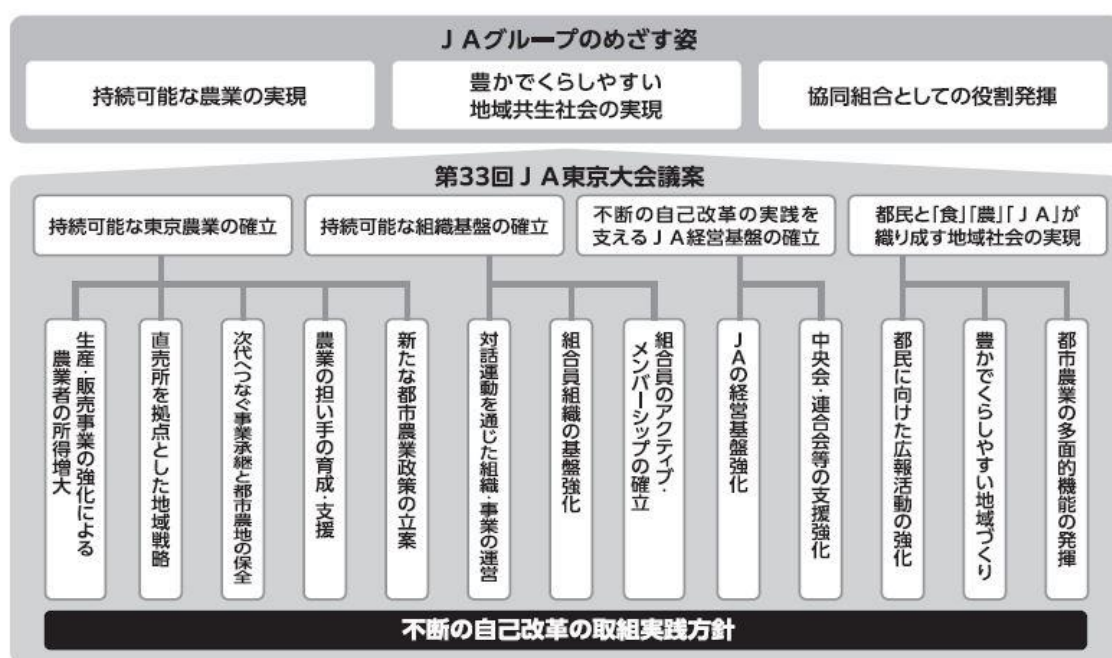 JAグループのめざす姿
持続可能な農業の実現
豊かでくらしやすい
地域共生社会の実現
協同組合としての役割発揮
第33回JA東京大会議案
持続可能な東京農業の確立
持続可能な組織基盤の確立
不断の自己改革の実践を
支えるJA経営基盤の確立
都民と「食」「農」「JA」が
織り成す地域社会の実現
生産・販売事業の強化による
農業者の所得増大
直売所を拠点とした地域戦略
次代へつなぐ事業承継と都市農地の保全
農業の担い手の育成・支援
新たな都市農業政策の立案
対話運動を通じた組織・事業の運営
組合員組織の基盤強化
組合員のアクティブ・
メンバーシップの確立
JAの経営基盤強化
中央会・連合会等の支援強化
都民に向けた広報活動の強化
豊かでくらしやすい地域づくり
都市農業の多面的機能の発揮
不断の自己改革の取組実践方針